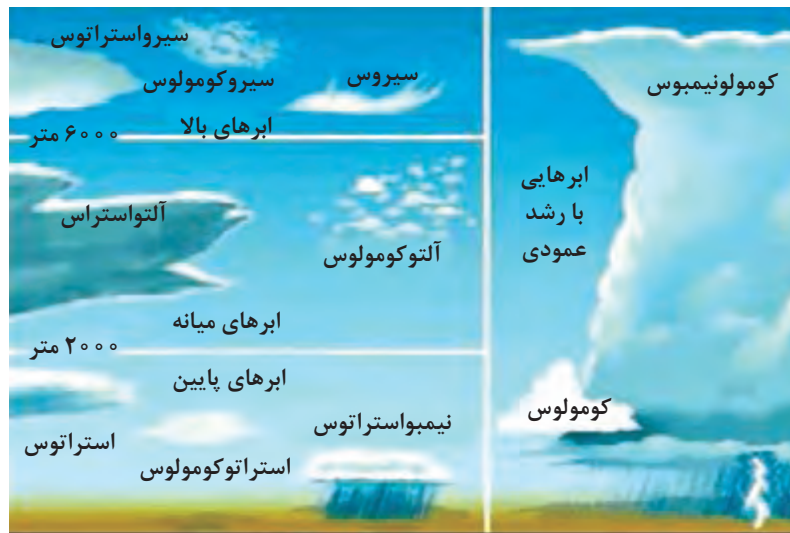 سیرواستراتوس
سیروکومولوس
سیروس
ابرهای بالا
۶۰۰۰ متر
آلتواستراس
آلتوکومولوس
ابرهای میانه
۲۰۰۰ متر
ابرهای پایین
استراتوس
استراتوکومولوس
نیمبواستراتوس
کومولونیمبوس
ابرهایی
با رشد
عمودی
کومولوس